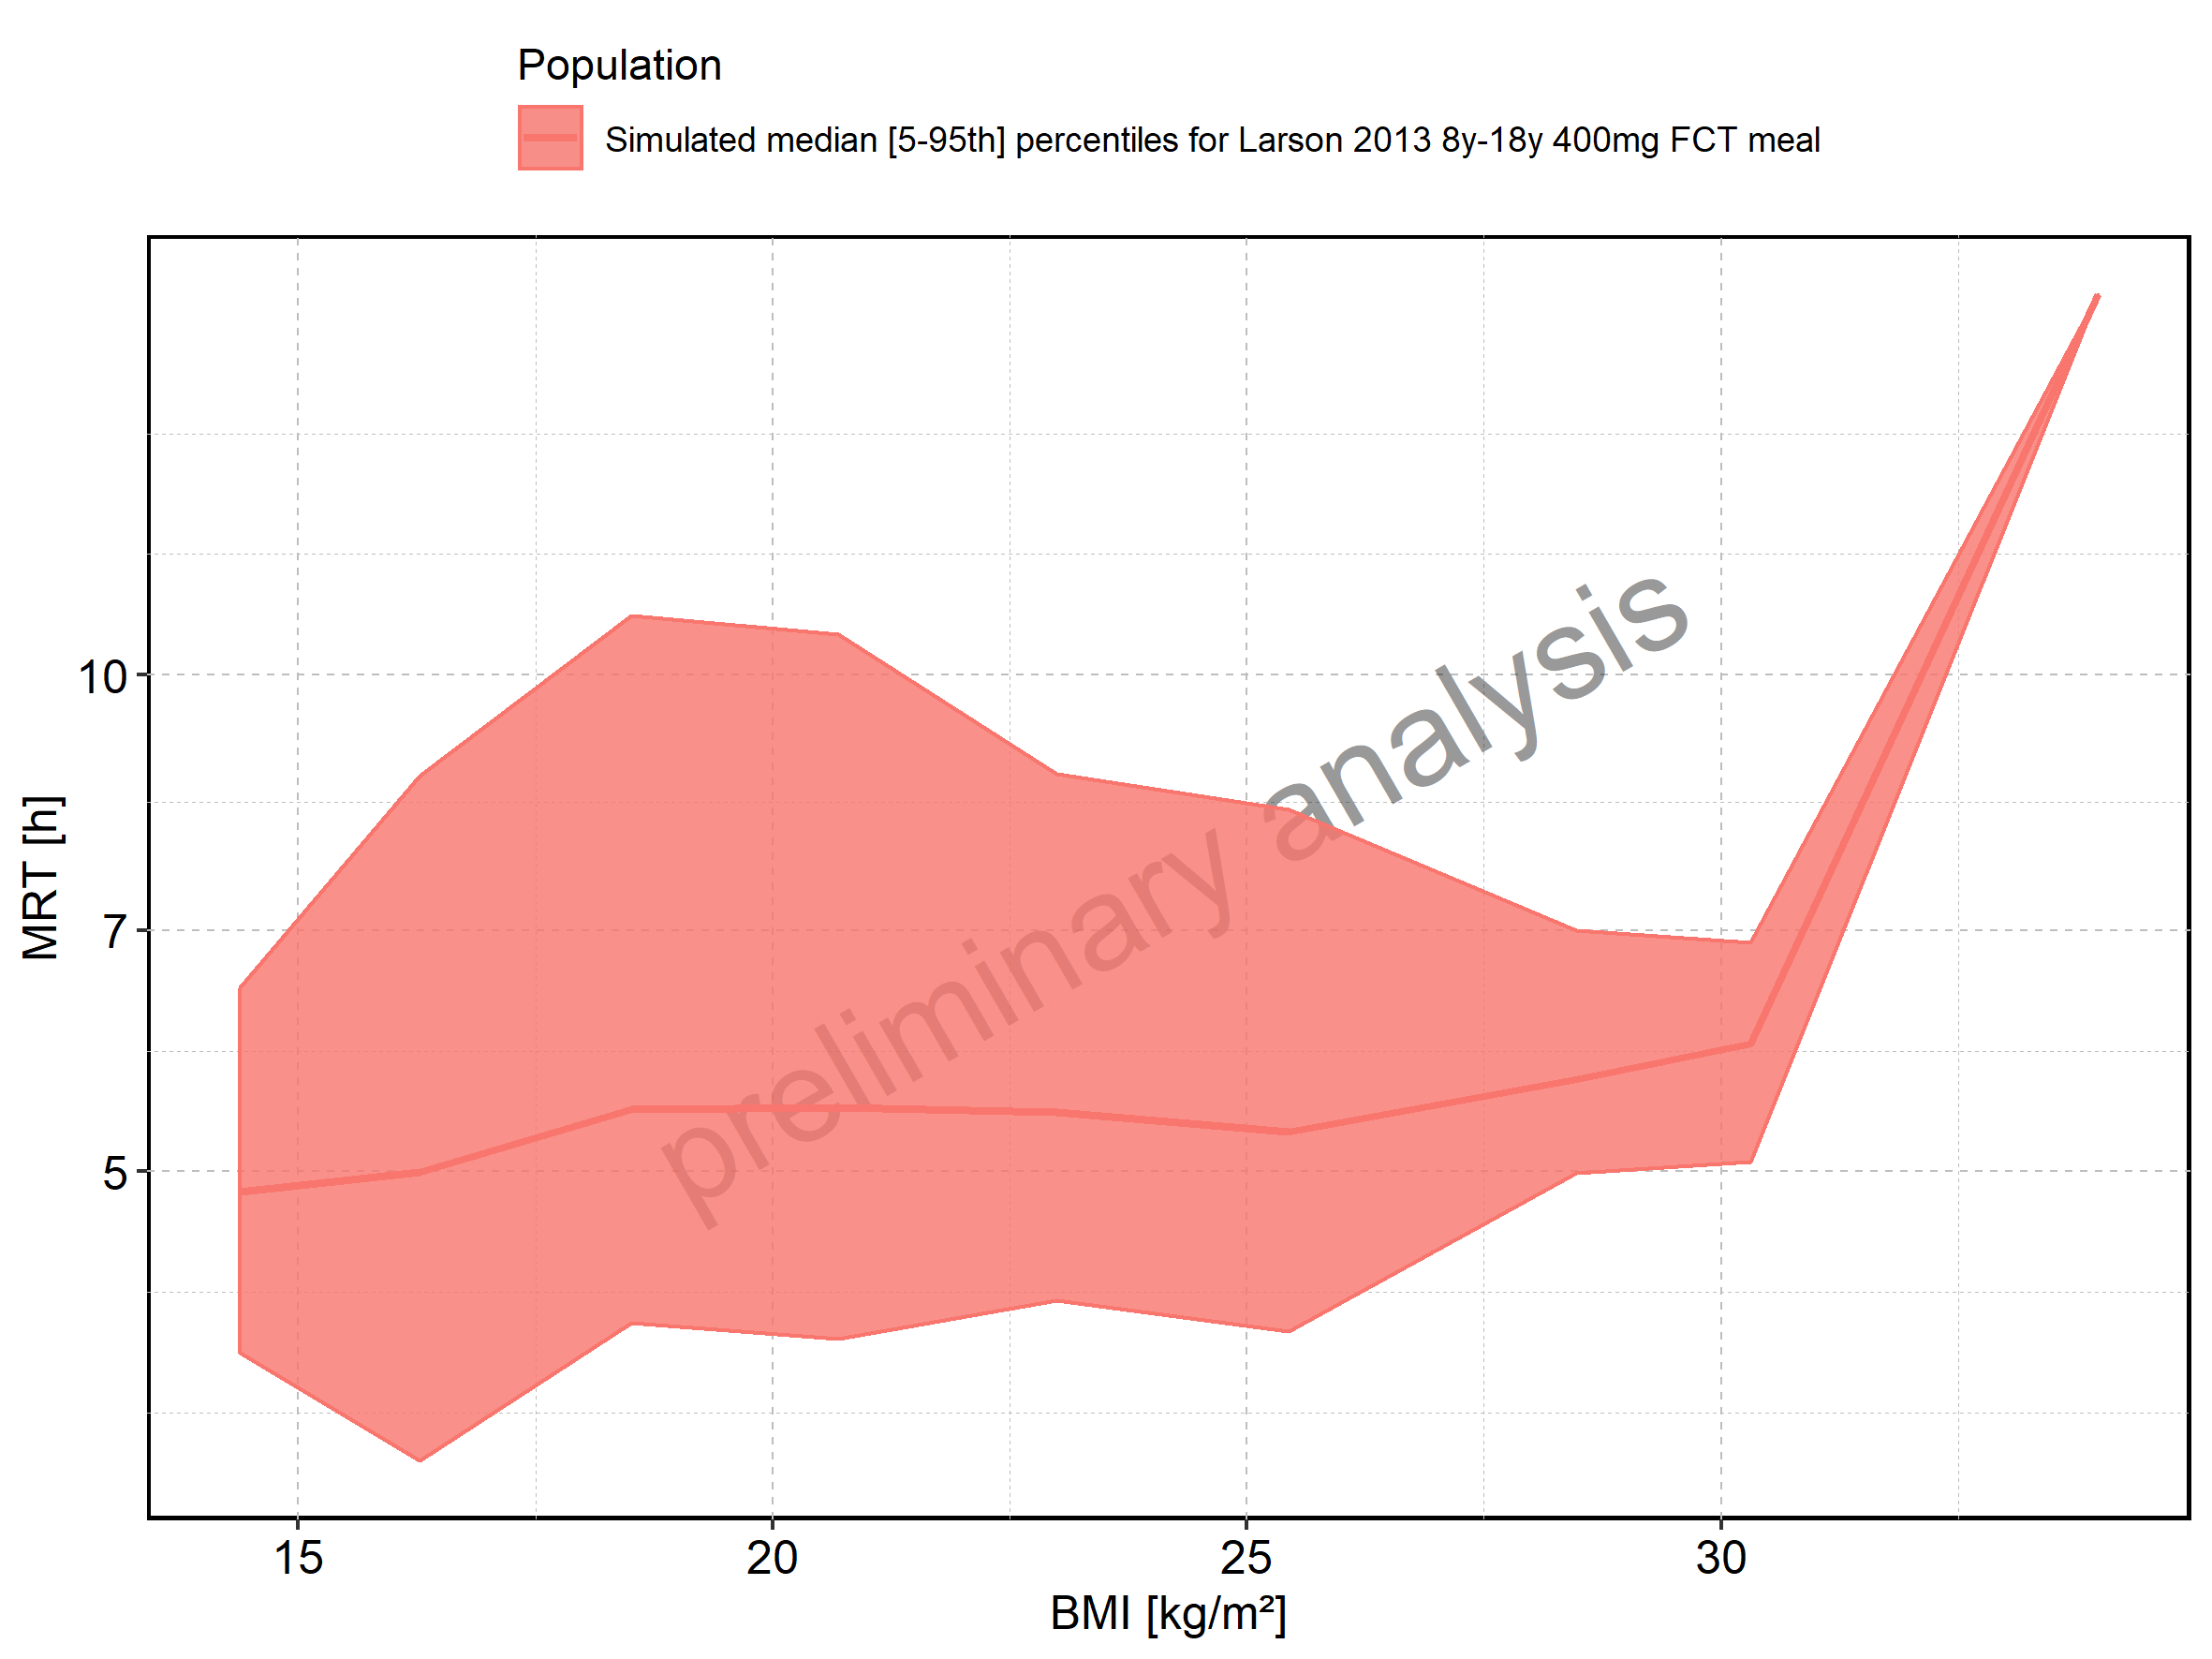 Population
Simulated median [5-95th] percentiles for Larson 2013 8y-18y 400mg FCT meal
10
7
5
MRT [h]
preliminary analysis
15 20 25 30
BMI [kg/m²]